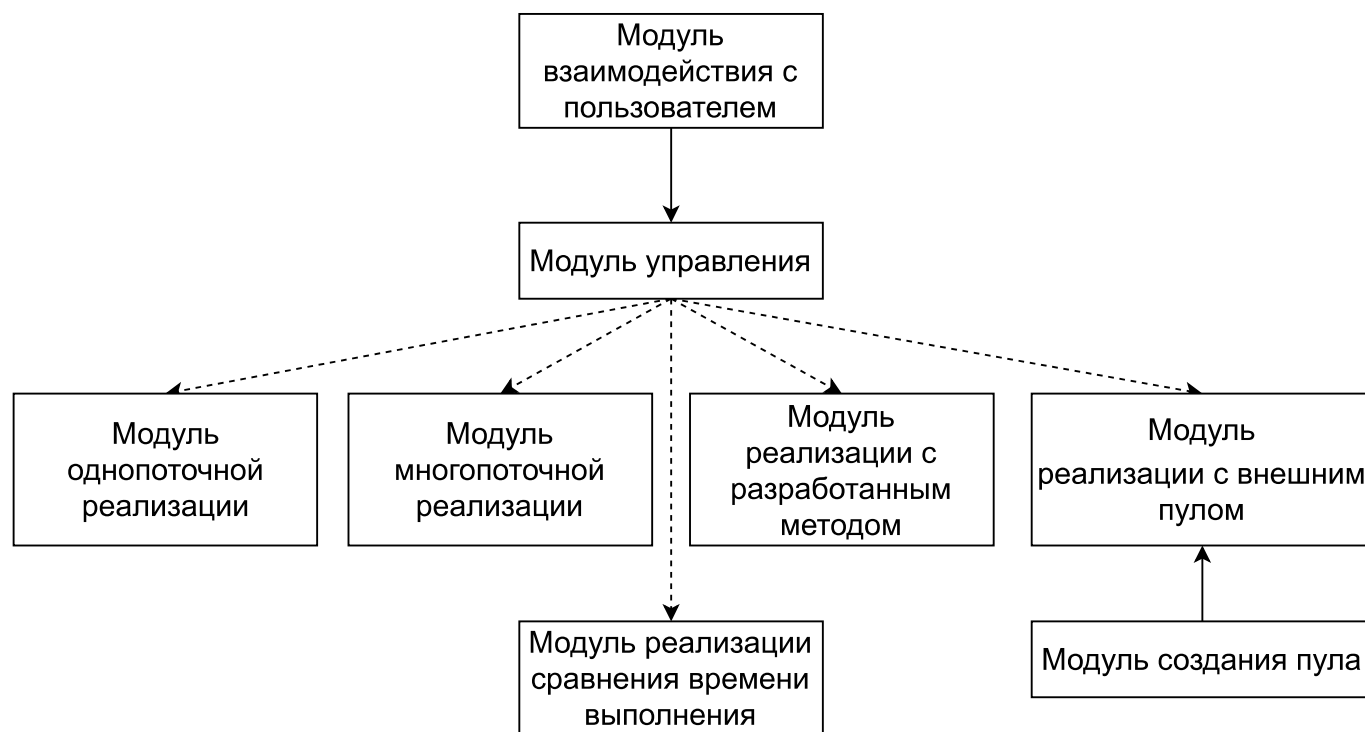 Модуль
взаимодействия с
пользователем
Модуль управления
Модуль
однопоточной
реализации
Модуль
многопоточной
реализации
Модуль
реализации с
разработанным
методом
Модуль
реализации с внешним
пулом
Модуль реализации
сравнения времени
выполнения
Модуль создания пула